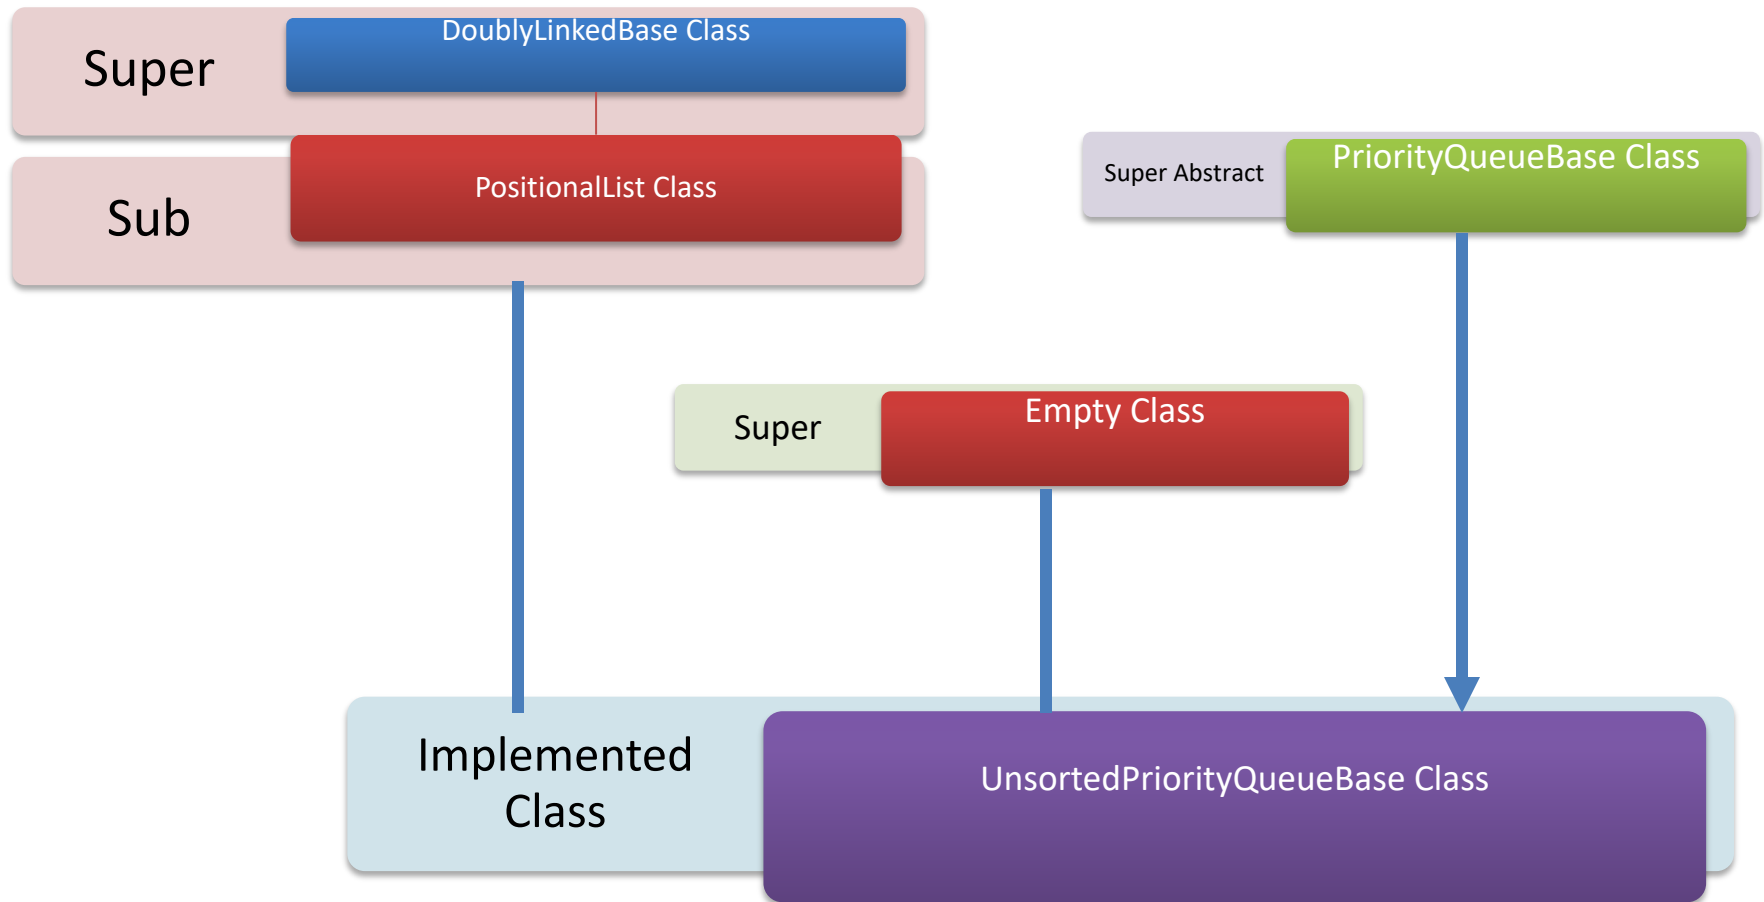 Super
DoublyLinkedBase Class
Sub
PositionalList Class
Super Abstract
PriorityQueueBase Class
Super
Empty Class
Implemented
Class
UnsortedPriorityQueueBase Class